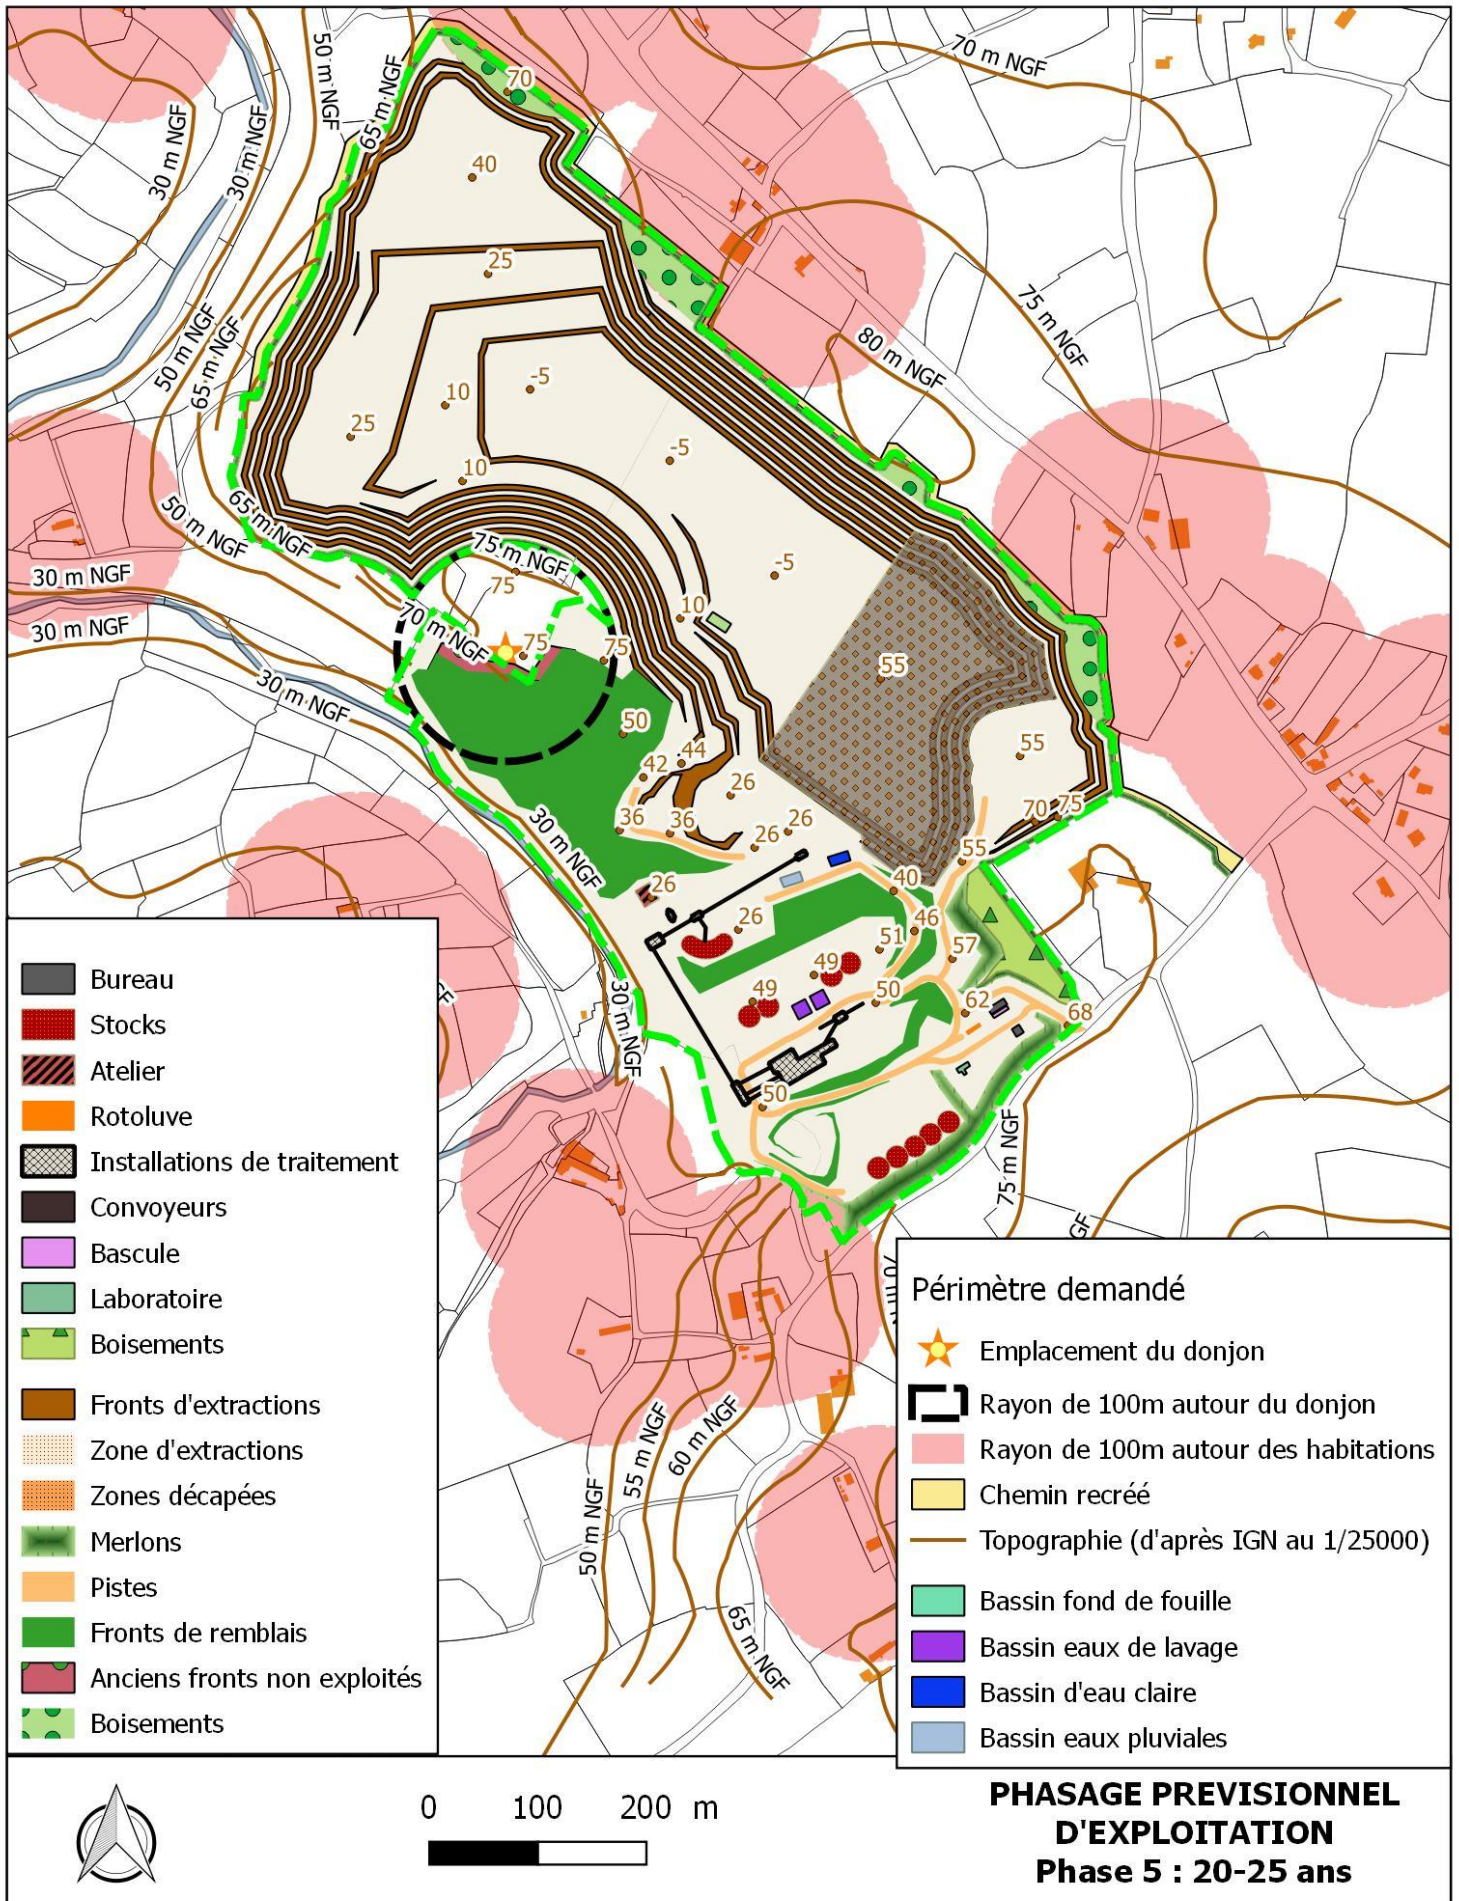 50 m NGF
65 m NGF
30 m NGF
30 m NGF
70 m NGF
70
40
25
75 m NGF
80 m NGF
50 m NGF
65 m NGF
-5
10
25
-5
10
65 m NGF
50 m NGF
75 m NGF
-5
75
30 m NGF
30 m NGF
10
70 m NGF
75
75
55
30 m NGF
50
55
44
42
26
70
75
36
36
26
26
30 m NGF
55
40
26
26
46
51
57
49
49
50
62
68
30 m NGF
50
75 m NGF
Bureau
Stocks
Atelier
Rotoluve
Installations de traitement
Convoyeurs
Bascule
Laboratoire
Boisements
Fronts d'extractions
Zone d'extractions
Zones décapées
Merlons
Pistes
Fronts de remblais
Anciens fronts non exploités
Boisements
55 m NGF
60 m NGF
50 m NGF
65 m NGF
Périmètre demandé
Emplacement du donjon
Rayon de 100m autour du donjon
Rayon de 100m autour des habitations
Chemin recréé
Topographie (d'après IGN au 1/25000)
Bassin fond de fouille
Bassin eaux de lavage
Bassin d'eau claire
Bassin eaux pluviales
0 100 200 m
PHASAGE PREVISIONNEL
D'EXPLOITATION
Phase 5 : 20-25 ans